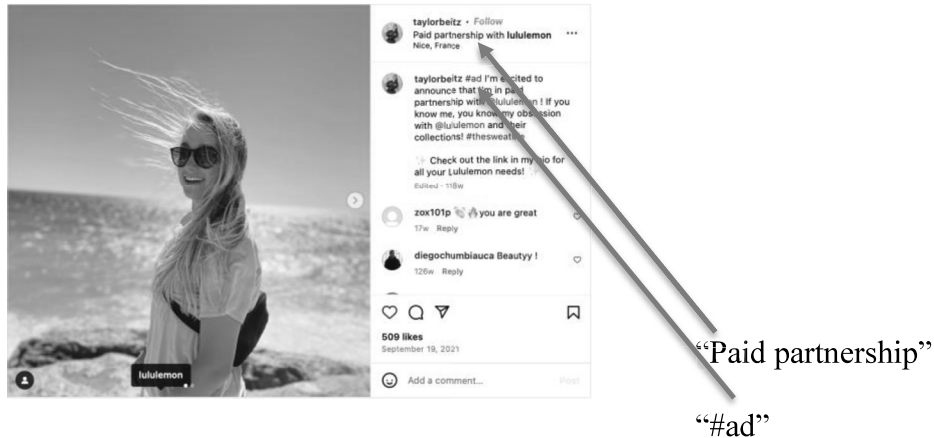 taylorbeitz • Follow
Paid partnership with lululemon
Nice, France
taylorbeitz #ad I'm excited to
announce that I'm in paid
partnership with @lululemon ! If you
know me, you know my obsession
with @lululemon and their
collections! #thesweatlife
✨ Check out the link in my bio for
all your Lululemon needs! ✨
Edited · 118w
zox101p 👏🔥you are great
17w Reply
diegochumbiauca Beautyy !
126w Reply
509 likes
September 19, 2021
Add a comment...
Post
lululemon
“Paid partnership”
“#ad”